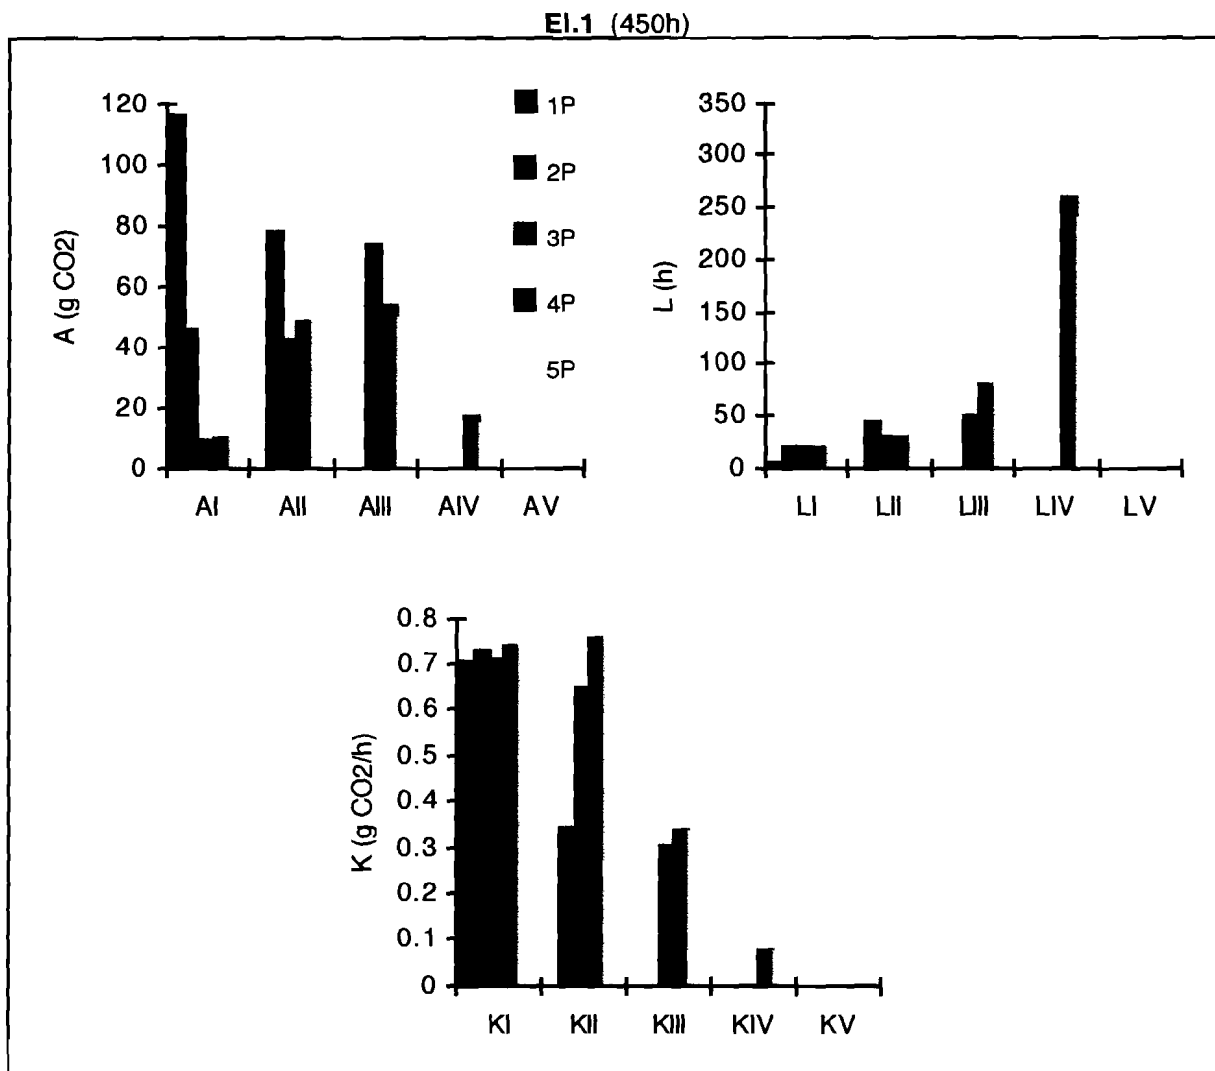 EI.1 (450h)
A (g CO2)
120
100
80
60
40
20
0
AI AII AIII AIV AV
1P
2P
3P
4P
5P
L (h)
350
300
250
200
150
100
50
0
LI LII LIII LIV LV
K (g CO2/h)
0.8
0.7
0.6
0.5
0.4
0.3
0.2
0.1
0
KI KII KIII KIV KV